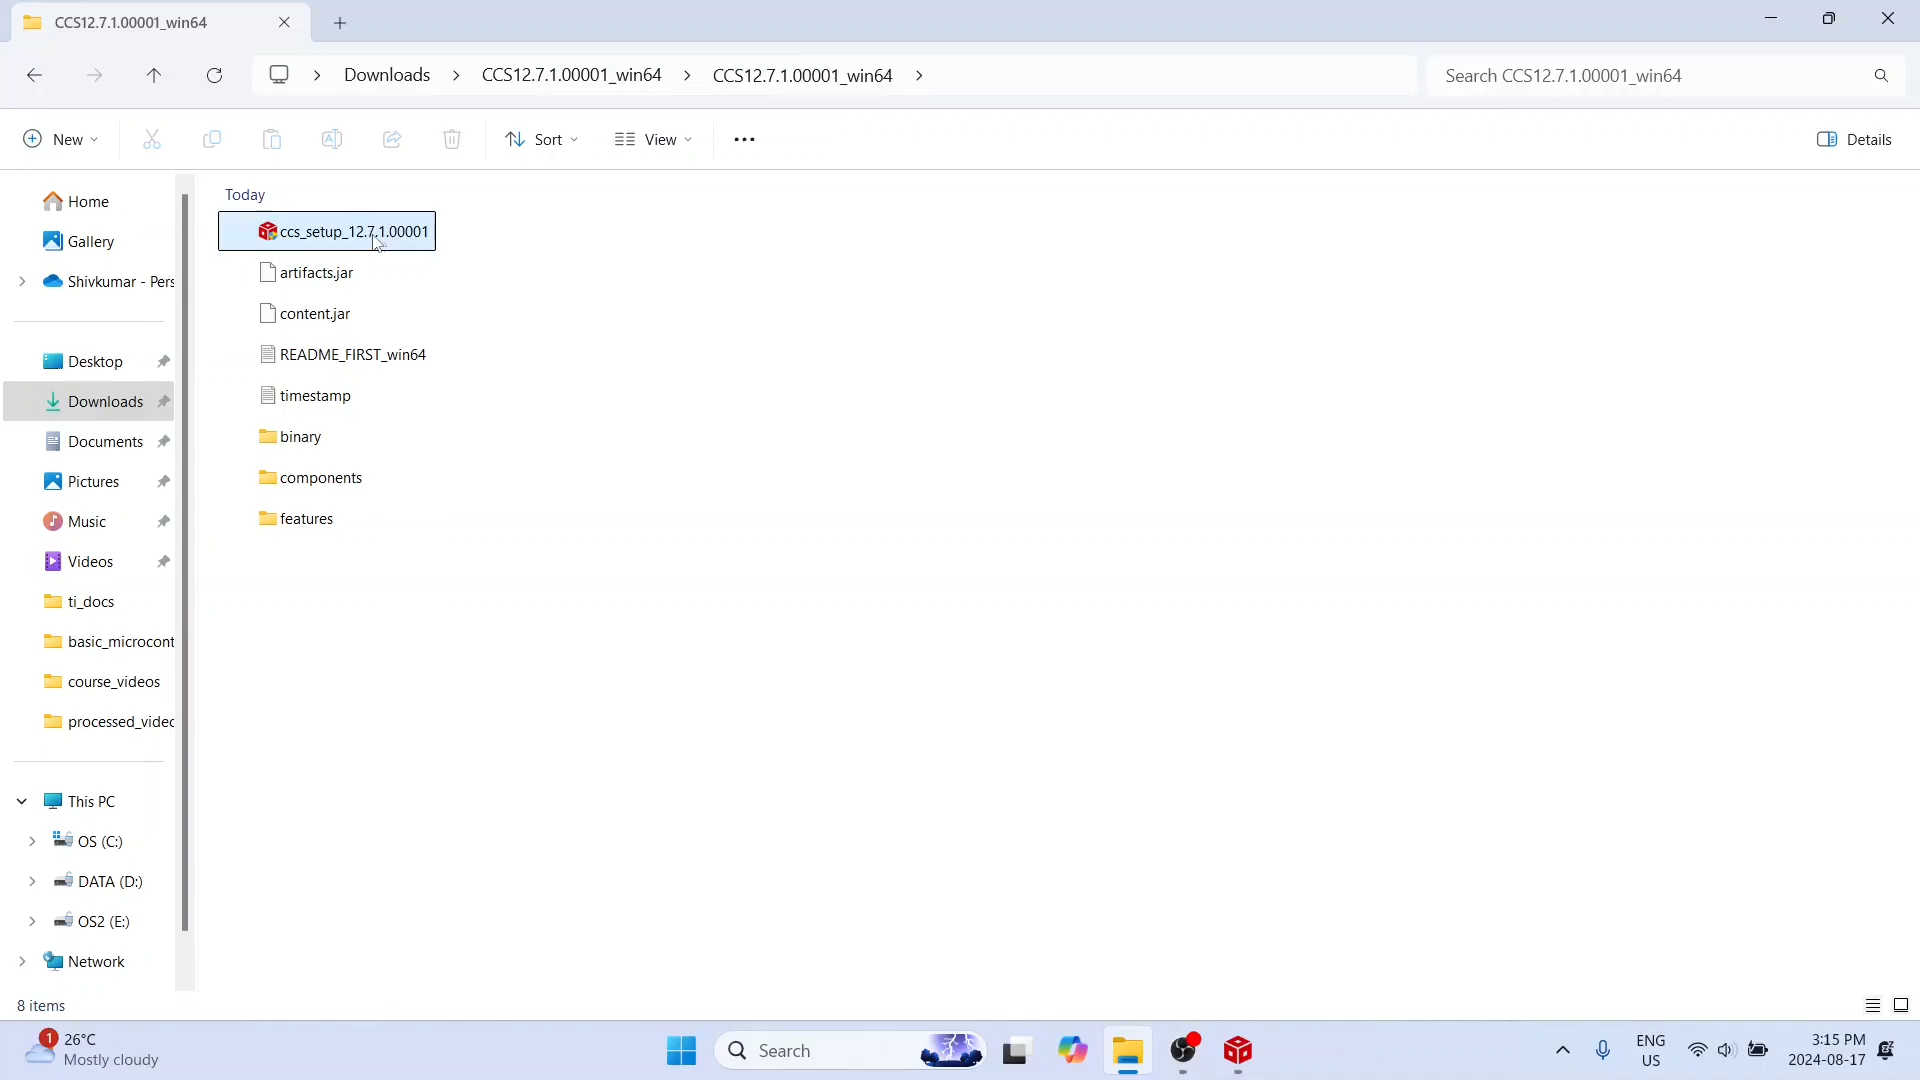 CCS12.7.1.00001_win64
Downloads
CCS12.7.1.00001_win64
CCS12.7.1.00001_win64
Search CCS12.7.1.00001_win64
New
Sort
View
Details
Home
Gallery
Shivkumar - Pers
Desktop
Downloads
Documents
Pictures
Music
Videos
ti_docs
basic_microcont
course_videos
processed_videc
This PC
OS (C:)
DATA (D:)
OS2 (E:)
Network
Today
ccs_setup_12.7.1.00001
artifacts.jar
content.jar
README_FIRST_win64
timestamp
binary
components
features
8 items
1
26°C
Mostly cloudy
Search
ENG
US
3:15 PM
2024-08-17